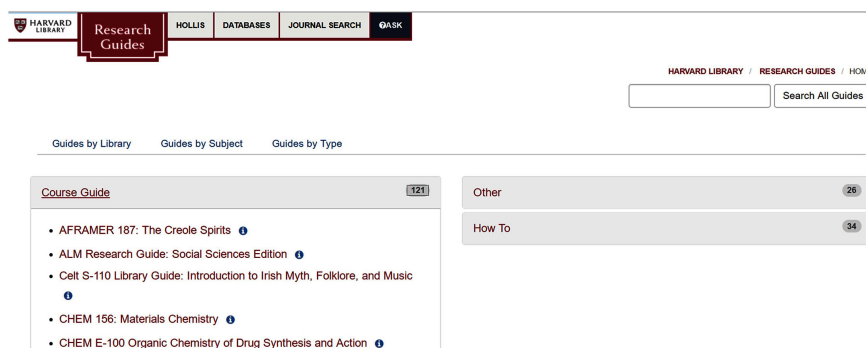 HARVARD
LIBRARY
Research
Guides
HOLLIS
DATABASES
JOURNAL SEARCH
ASK
HARVARD LIBRARY / RESEARCH GUIDES / HOM
Search All Guides
Guides by Library
Guides by Subject
Guides by Type
Course Guide
121
• AFRAMER 187: The Creole Spirits
• ALM Research Guide: Social Sciences Edition
• Celt S-110 Library Guide: Introduction to Irish Myth, Folklore, and Music
• CHEM 156: Materials Chemistry
• CHEM E-100 Organic Chemistry of Drug Synthesis and Action
Other
26
How To
34